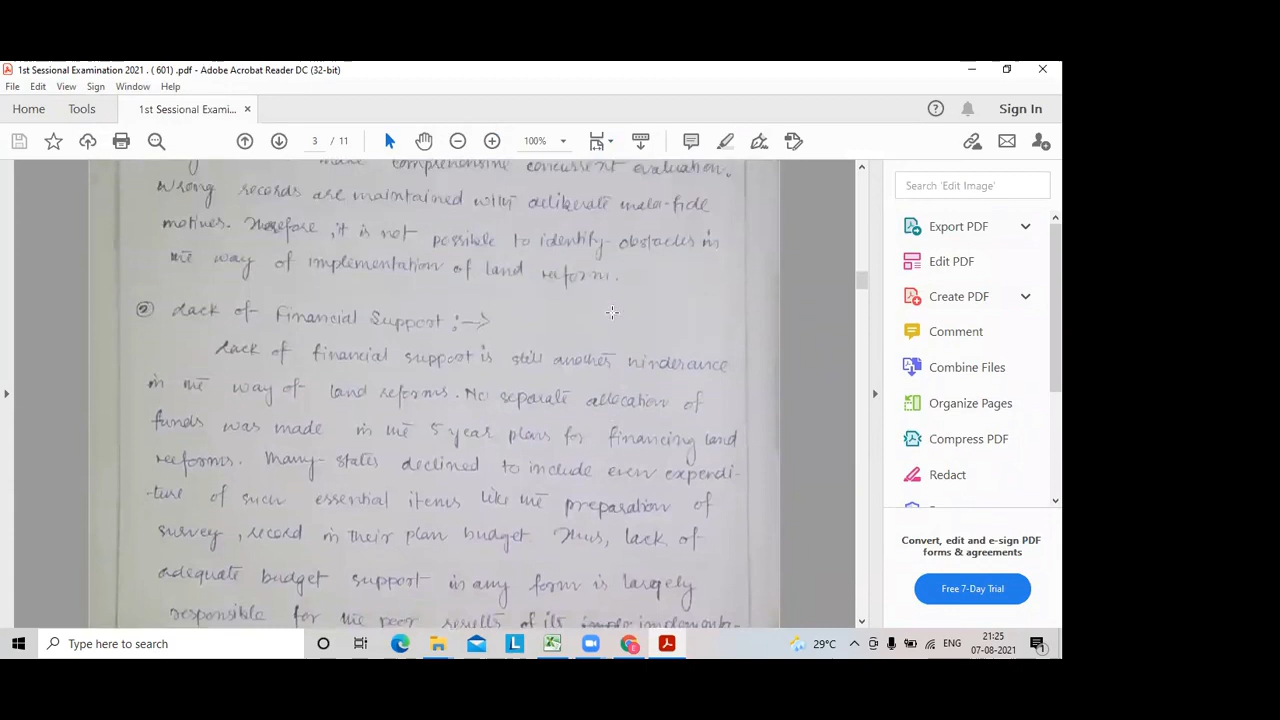 1st Sessional Examination 2021 . ( 601) .pdf - Adobe Acrobat Reader DC (32-bit)
File Edit View Sign Window Help
Home Tools 1st Sessional Exami... × Sign In
3 / 11 100%
make comprehensive concurrent evaluation.
Wrong records are maintained with deliberate mala-fide
motives. Therefore, it is not possible to identify obstacles in
the way of implementation of land reform.
② Lack of Financial Support :→
Lack of financial support is still another hinderance
in the way of land reforms. No separate allocation of
funds was made in the 5 year plans for financing land
reeforms. Many states declined to include even expendi-
-ture of such essential items like the preparation of
survey, record in their plan budget. Thus, lack of
adequate budget support in any form is largely
responsible for the poor results of its implementa-
Search 'Edit Image'
Export PDF
Edit PDF
Create PDF
Comment
Combine Files
Organize Pages
Compress PDF
Redact
Convert, edit and e-sign PDF
forms & agreements
Free 7-Day Trial
Type here to search
29°C ENG 21:25
07-08-2021